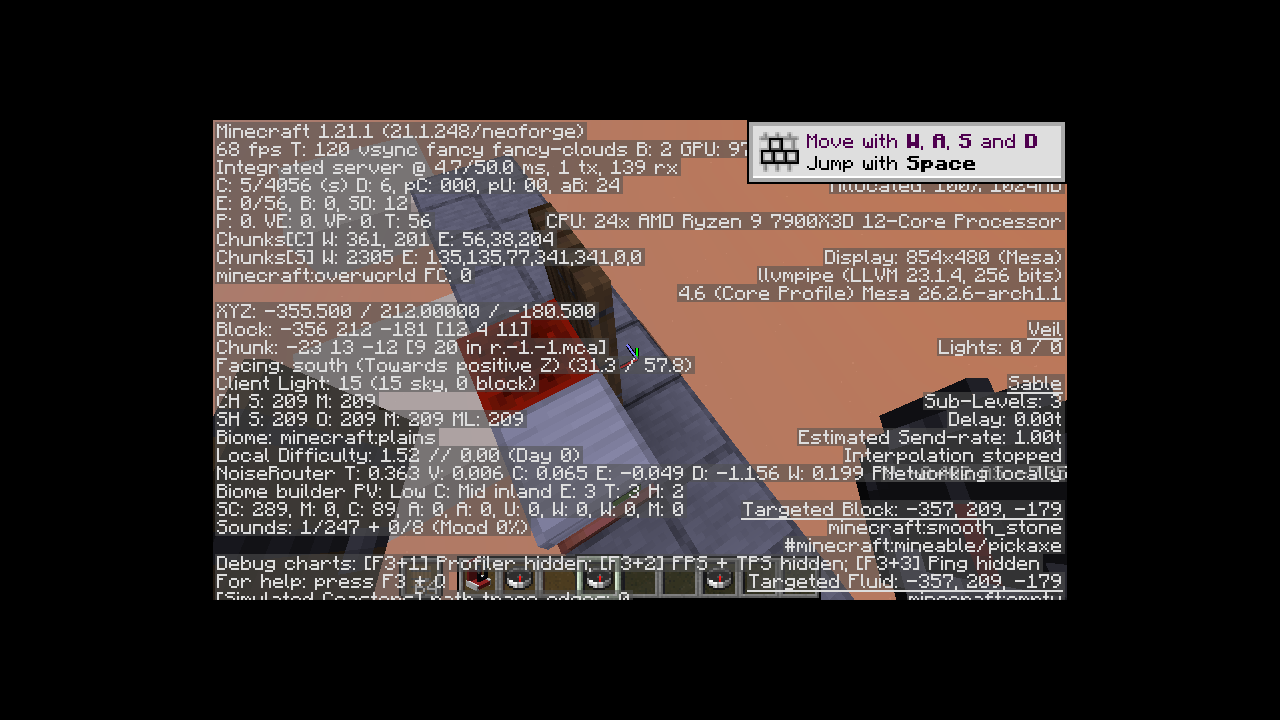 Minecraft 1.21.1 (21.1.248/neoforge)
68 fps T: 120 vsync fancy fancy-clouds B: 2 GPU: 97
Integrated server @ 4.7/50.0 ms, 1 tx, 139 rx
C: 5/4056 (s) D: 6, pC: 000, pU: 00, aB: 24
E: 0/56, B: 0, SD: 12
P: 0. VE: 0. VP: 0. T: 56
Chunks[C] W: 361, 201 E: 56,38,204
Chunks[S] W: 2305 E: 135,135,77,341,341,0,0
minecraft:overworld FC: 0
XYZ: -355.500 / 212.00000 / -180.500
Block: -356 212 -181 [12 4 11]
Chunk: -23 13 -12 [9 20 in r.-1.-1.mca]
Facing: south (Towards positive Z) (31.3 / 57.8)
Client Light: 15 (15 sky, 0 block)
CH S: 209 M: 209
SH S: 209 O: 209 M: 209 ML: 209
Biome: minecraft:plains
Local Difficulty: 1.52 // 0.00 (Day 0)
NoiseRouter T: 0.363 V: 0.006 C: 0.065 E: -0.049 D: -1.156 W: 0.199
Biome builder PV: Low C: Mid inland E: 3 T: 3 H: 2
SC: 289, M: 0, C: 89, A: 0, A: 0, U: 0, W: 0, W: 0, M: 0
Sounds: 1/247 + 0/8 (Mood 0%)
Debug charts: [F3+1] Profiler hidden; [F3+2] FPS + TPS hidden; [F3+3] Ping hidden
For help: press F3 + Q
Move with W, A, S and D
Jump with Space
Allocated: 100% 1024MB
CPU: 24x AMD Ryzen 9 7900X3D 12-Core Processor
Display: 854x480 (Mesa)
llvmpipe (LLVM 23.1.4, 256 bits)
4.6 (Core Profile) Mesa 26.2.6-arch1.1
Veil
Lights: 0 / 0
Sable
Sub-Levels: 3
Delay: 0.00t
Estimated Send-rate: 1.00t
Interpolation stopped
Networking: locally
Targeted Block: -357, 209, -179
minecraft:smooth_stone
#minecraft:mineable/pickaxe
Targeted Fluid: -357, 209, -179
minecraft:empty